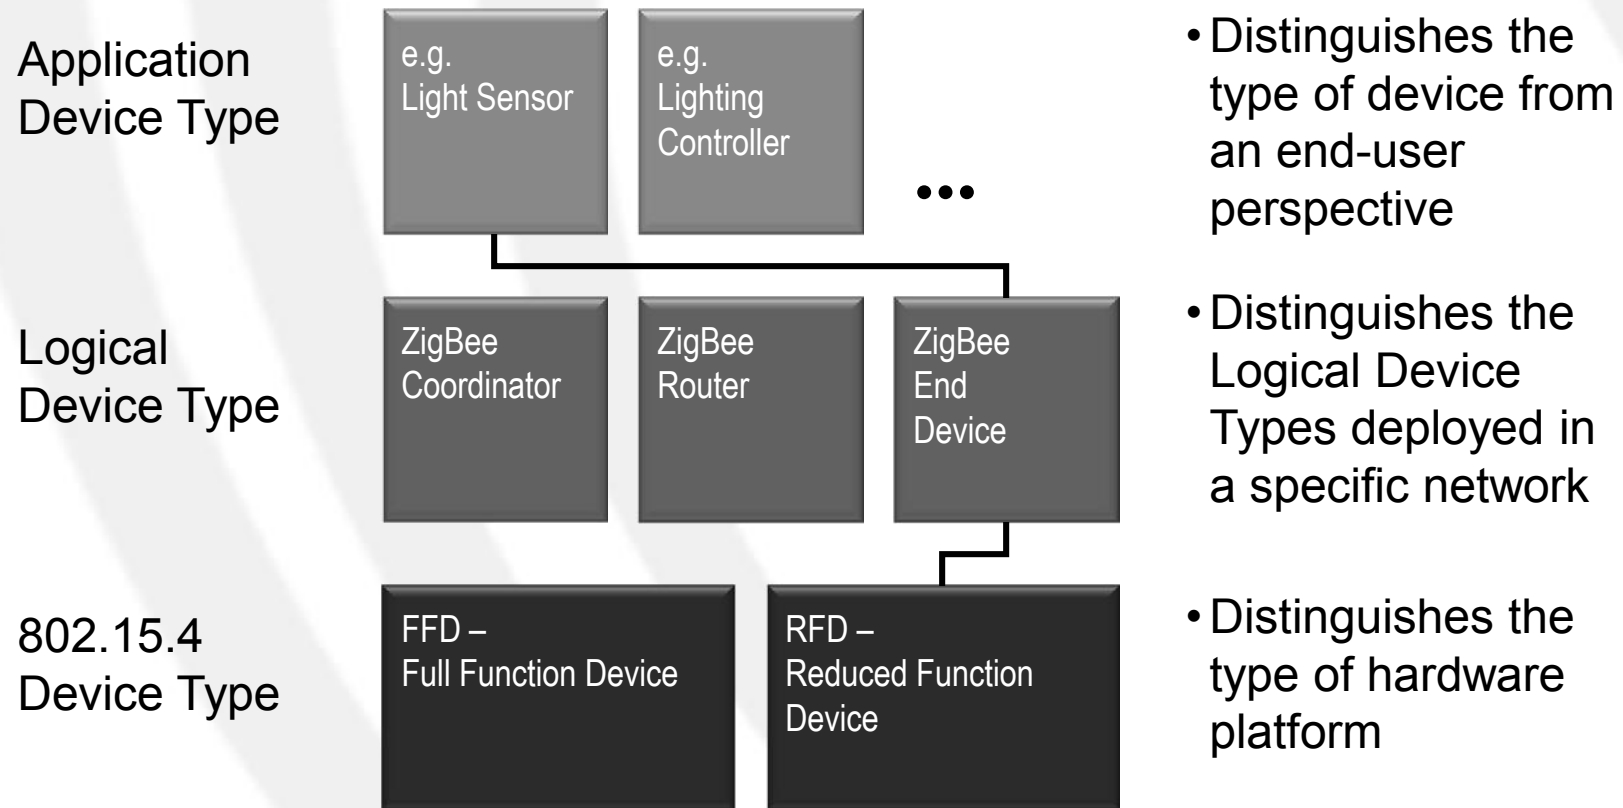 Application
Device Type
e.g.
Light Sensor
e.g.
Lighting
Controller
...
• Distinguishes the
type of device from
an end-user
perspective
Logical
Device Type
ZigBee
Coordinator
ZigBee
Router
ZigBee
End
Device
• Distinguishes the
Logical Device
Types deployed in
a specific network
802.15.4
Device Type
FFD –
Full Function Device
RFD –
Reduced Function
Device
• Distinguishes the
type of hardware
platform